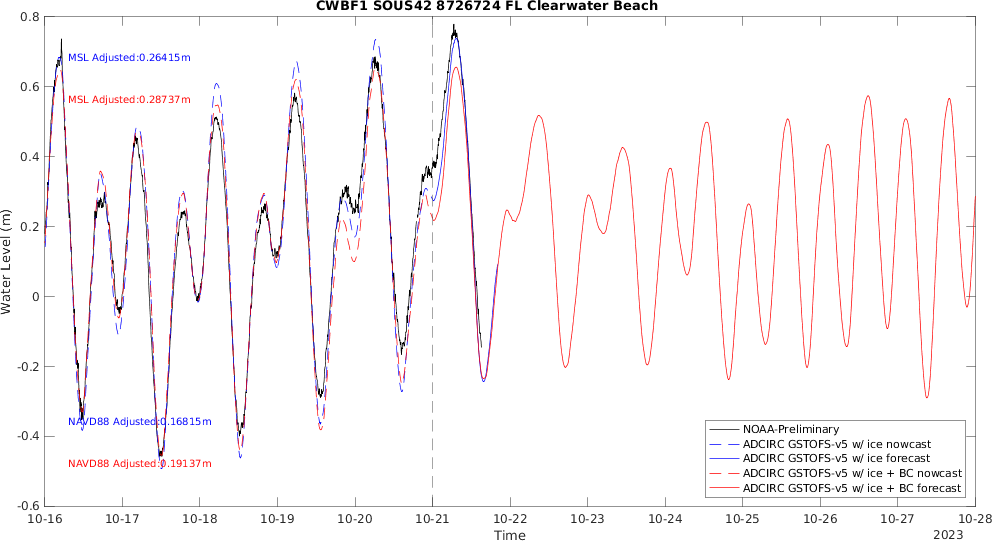 CWBF1 SOUS42 8726724 FL Clearwater Beach
0.8
0.6
0.4
0.2
0
-0.2
-0.4
-0.6
Water Level (m)
MSL Adjusted:0.26415m
MSL Adjusted:0.28737m
NAVD88 Adjusted:0.16815m
NAVD88 Adjusted:0.19137m
NOAA-Preliminary
ADCIRC GSTOFS-v5 w/ ice nowcast
ADCIRC GSTOFS-v5 w/ ice forecast
ADCIRC GSTOFS-v5 w/ ice + BC nowcast
ADCIRC GSTOFS-v5 w/ ice + BC forecast
10-16 10-17 10-18 10-19 10-20 10-21 10-22 10-23 10-24 10-25 10-26 10-27 10-28
Time
2023